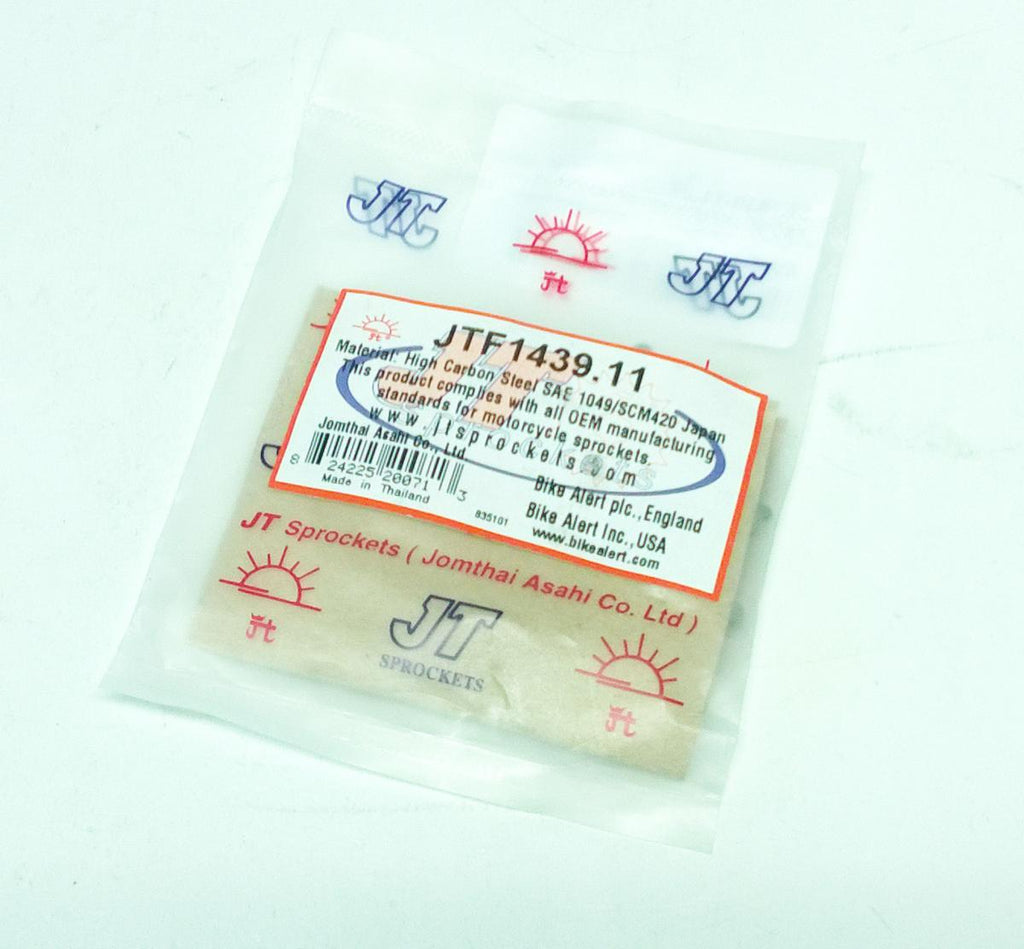 JT
jt
JT
jt
JTF1439.11
Material: High Carbon Steel SAE 1049/SCM420 Japan
This product complies with all OEM manufacturing
standards for motorcycle sprockets.
www.jtsprockets.com
Jomthai Asahi Co., Ltd.
8 24225 20071 3
Made in Thailand
835101
Bike Alert plc., England
Bike Alert Inc., USA
www.bikealert.com
JT Sprockets ( Jomthai Asahi Co. Ltd )
jt
JT
SPROCKETS
jt